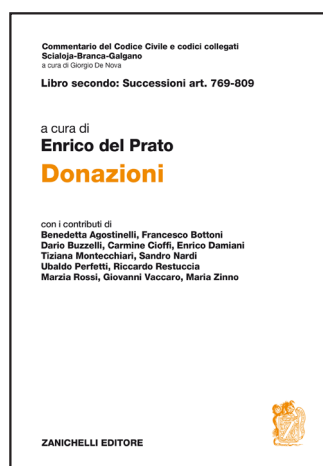 Commentario del Codice Civile e codici collegati
Scialoja-Branca-Galgano
a cura di Giorgio De Nova
Libro secondo: Successioni art. 769-809
a cura di
Enrico del Prato
Donazioni
con i contributi di
Benedetta Agostinelli, Francesco Bottoni
Dario Buzzelli, Carmine Cioffi, Enrico Damiani
Tiziana Montecchiari, Sandro Nardi
Ubaldo Perfetti, Riccardo Restuccia
Marzia Rossi, Giovanni Vaccaro, Maria Zinno
ZANICHELLI EDITORE